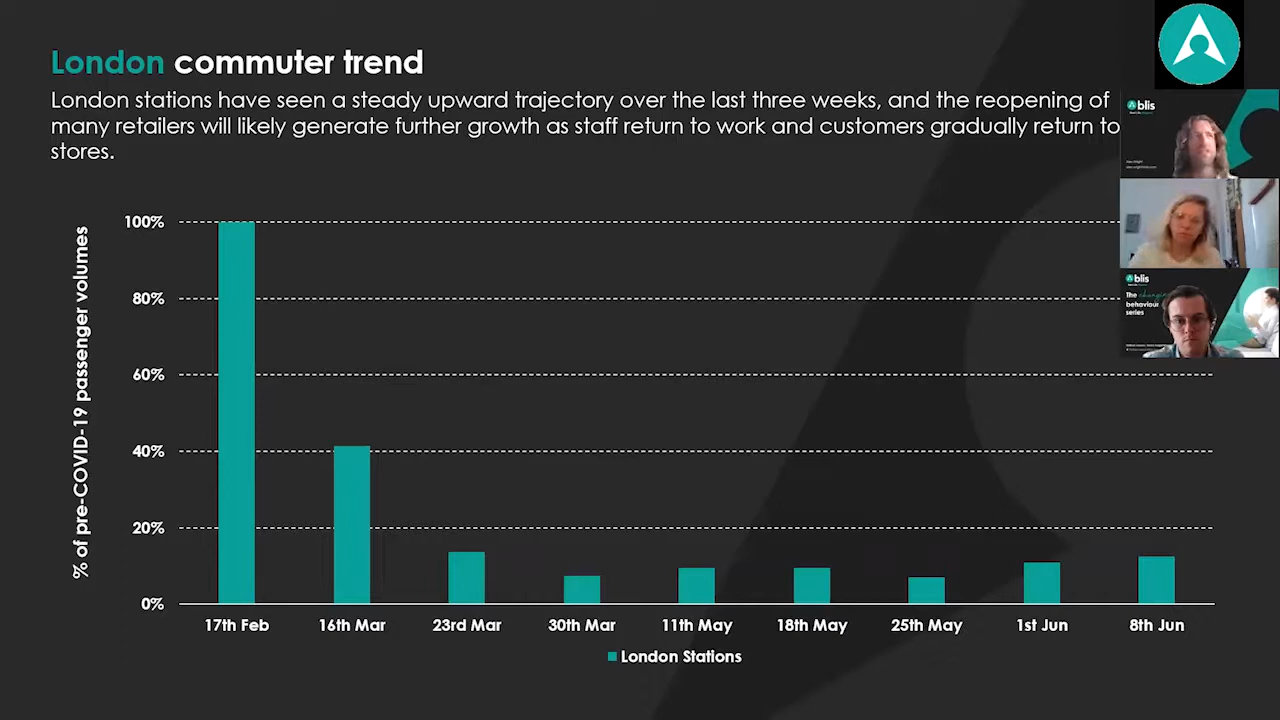 London commuter trend
London stations have seen a steady upward trajectory over the last three weeks, and the reopening of
many retailers will likely generate further growth as staff return to work and customers gradually return to
stores.
blis
blis
The changing
behaviour
series
% of pre-COVID-19 passenger volumes
100%
80%
60%
40%
20%
0%
17th Feb
16th Mar
23rd Mar
30th Mar
11th May
18th May
25th May
1st Jun
8th Jun
London Stations